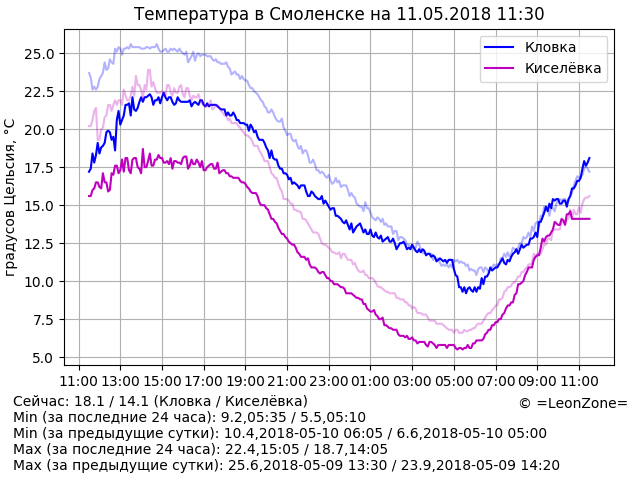 Температура в Смоленске на 11.05.2018 11:30
градусов Цельсия, °C
25.0
22.5
20.0
17.5
15.0
12.5
10.0
7.5
5.0
Кловка
Киселёвка
11:00 13:00 15:00 17:00 19:00 21:00 23:00 01:00 03:00 05:00 07:00 09:00 11:00
Сейчас: 18.1 / 14.1 (Кловка / Киселёвка)
© =LeonZone=
Min (за последние 24 часа): 9.2,05:35 / 5.5,05:10
Min (за предыдущие сутки): 10.4,2018-05-10 06:05 / 6.6,2018-05-10 05:00
Max (за последние 24 часа): 22.4,15:05 / 18.7,14:05
Max (за предыдущие сутки): 25.6,2018-05-09 13:30 / 23.9,2018-05-09 14:20